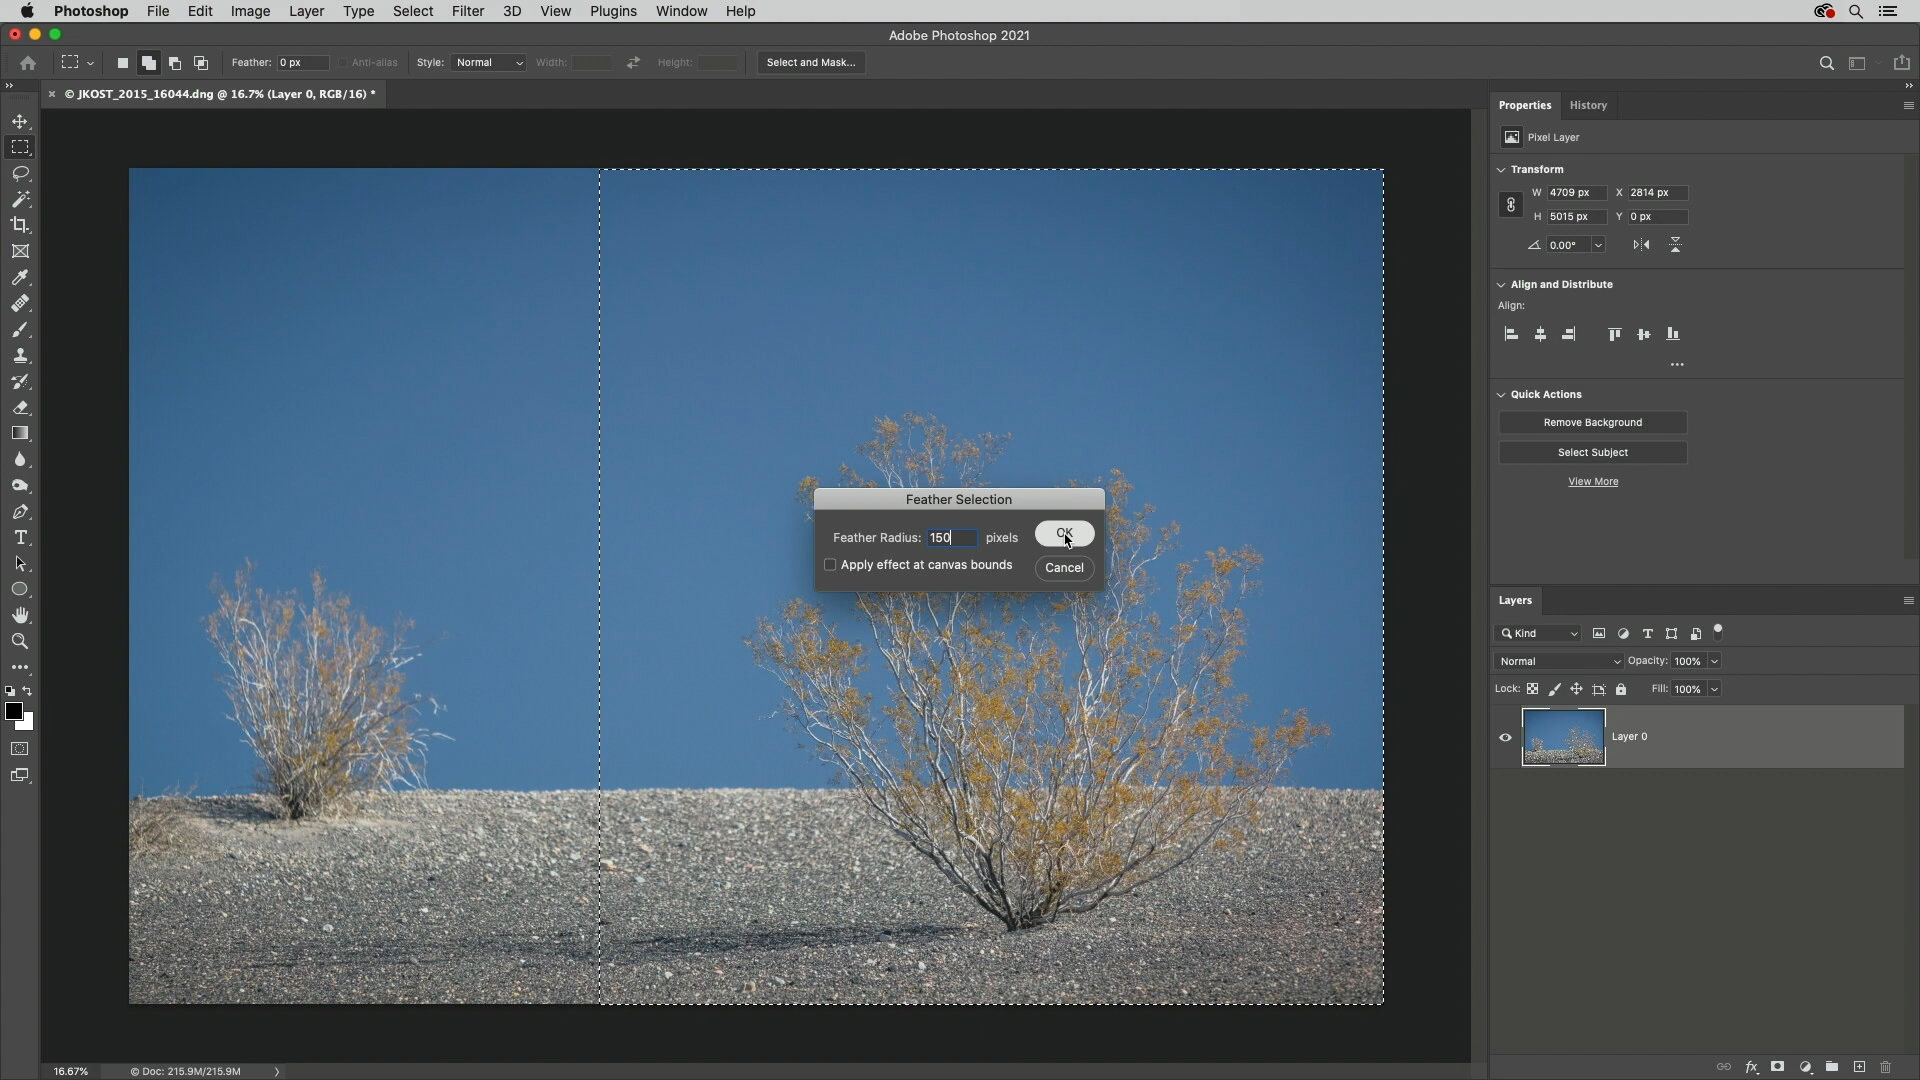 Photoshop File Edit Image Layer Type Select Filter 3D View Plugins Window Help
Adobe Photoshop 2021
Feather: 0 px Anti-alias Style: Normal Width: Height: Select and Mask...
© JKOST_2015_16044.dng @ 16.7% (Layer 0, RGB/16) *
Properties History
Pixel Layer
Transform
W 4709 px X 2814 px
H 5015 px Y 0 px
0.00°
Align and Distribute
Align:
Quick Actions
Remove Background
Select Subject
View More
Feather Selection
Feather Radius: 150 pixels OK
Apply effect at canvas bounds Cancel
Layers
Kind
Normal Opacity: 100%
Lock: Fill: 100%
Layer 0
16.67% © Doc: 215.9M/215.9M